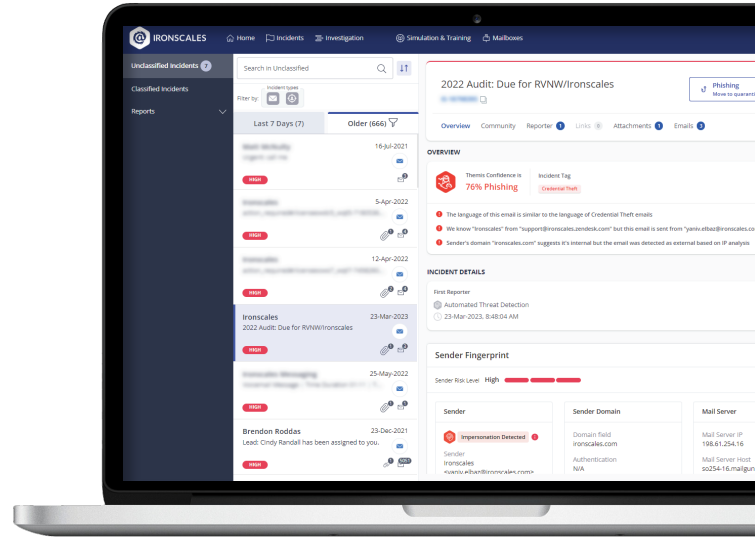 IRONSCALES
Home
Incidents
Investigation
Simulation & Training
Mailboxes
Unclassified Incidents 7
Classified Incidents
Reports
Search in Unclassified
Filter by:
Incident types
Last 7 Days (7)
Older (666)
16-Jul-2021
HIGH
5-Apr-2022
HIGH
12-Apr-2022
HIGH
Ironscales
23-Mar-2023
2022 Audit: Due for RVNW/Ironscales
HIGH
25-May-2022
HIGH
Brendon Roddas
23-Dec-2021
Lead: Cindy Randall has been assigned to you.
HIGH
2022 Audit: Due for RVNW/Ironscales
Phishing
Move to quaranti
Overview
Community
Reporter 1
Links 0
Attachments 1
Emails 3
OVERVIEW
Themis Confidence is
76% Phishing
Incident Tag
Credential Theft
The language of this email is similar to the language of Credential Theft emails
We know "Ironscales" from "support@ironscales.zendesk.com" but this email is sent from "yaniv.elbaz@ironscales.co
Sender's domain "ironscales.com" suggests it's internal but the email was detected as external based on IP analysis
INCIDENT DETAILS
First Reporter
Automated Threat Detection
23-Mar-2023, 8:48:04 AM
Sender Fingerprint
Sender Risk Level High
Sender
Impersonation Detected
Sender
Ironscales
<yaniv.elbaz@ironscales.com>
Sender Domain
Domain field
ironscales.com
Authentication
N/A
Mail Server
Mail Server IP
198.61.254.16
Mail Server Host
so254-16.mailgun